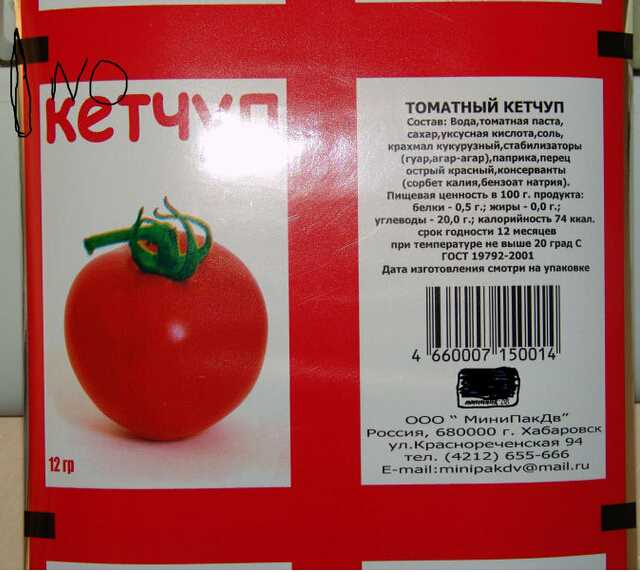 NO
кетчуп
12 гр
ТОМАТНЫЙ КЕТЧУП
Состав: Вода,томатная паста,
сахар,уксусная кислота,соль,
крахмал кукурузный,стабилизаторы
(гуар,агар-агар),паприка,перец
острый красный,консерванты
(сорбет калия,бензоат натрия).
Пищевая ценность в 100 г. продукта:
белки - 0,5 г.; жиры - 0,0 г.;
углеводы - 20,0 г.; калорийность 74 ккал.
срок годности 12 месяцев
при температуре не выше 20 град С
ГОСТ 19792-2001
Дата изготовления смотри на упаковке
4 660007 150014
ООО " МиниПакДв"
Россия, 680000 г. Хабаровск
ул.Краснореченская 94
тел. (4212) 655-666
E-mail:minipakdv@mail.ru